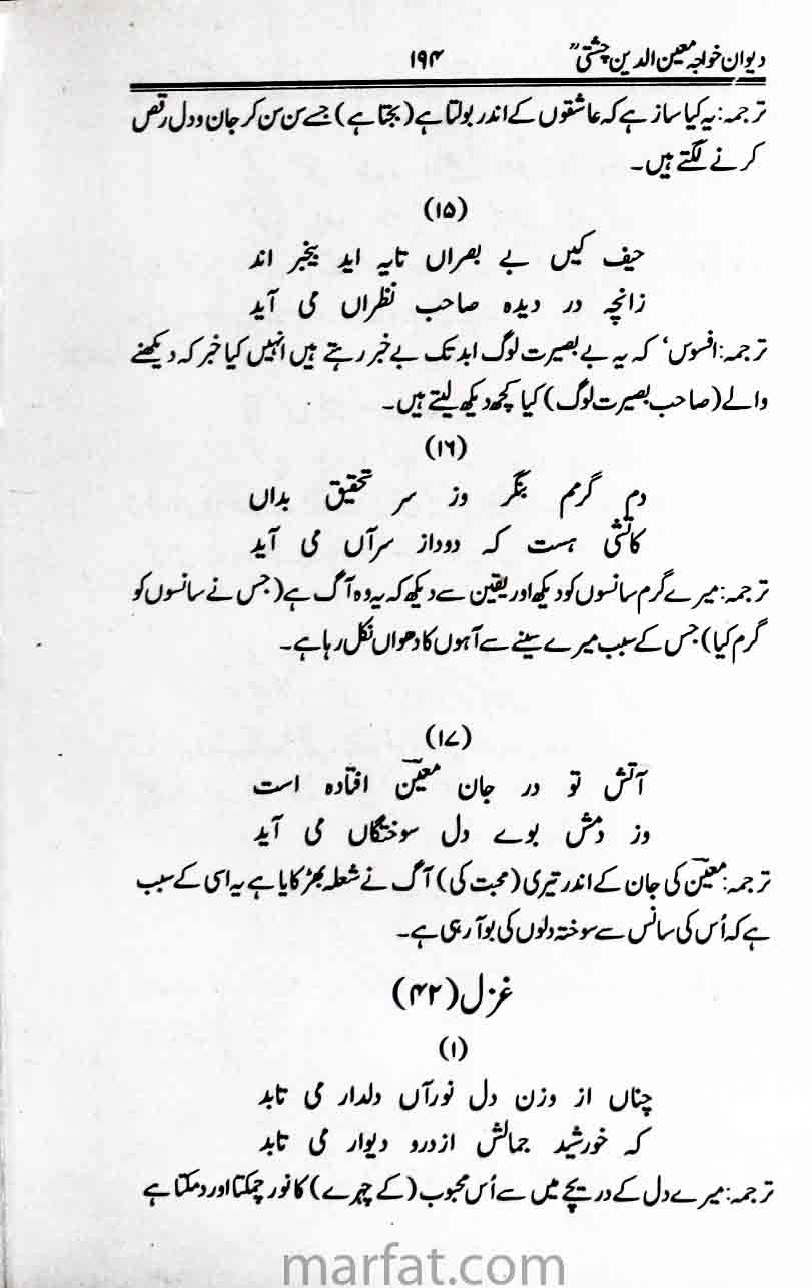 دیوان خواجہ معین الدین چشتیؒ ۱۹۴
ترجمہ: یہ کیا ساز ہے کہ عاشقوں کے اندر بولتا ہے (بجتا ہے) جسے سن سن کر جان و دل رقص
کرنے لگتے ہیں۔
(۱۵)
حیف کیں بے بصراں تابہ ابد بیخبر اند
زانچہ در دیدہ صاحب نظراں می آید
ترجمہ: افسوس، کہ یہ بے بصیرت لوگ ابد تک بے خبر رہتے ہیں انہیں کیا خبر کہ دیکھنے
والے (صاحب بصیرت لوگ) کیا کچھ دیکھ لیتے ہیں۔
(۱۶)
دم گرمم بنگر وز سر تحقیق بداں
کاتشی ہست کہ دوداز سرآں می آید
ترجمہ: میرے گرم سانسوں کو دیکھ اور یقین سے دیکھ کہ یہ وہ آگ ہے (جس نے سانسوں کو
گرم کیا) جس کے سبب میرے سینے سے آہوں کا دھواں نکل رہا ہے۔
(۱۷)
آتش تو در جان معینؔ افتادہ است
وز دمش بوے دل سوختگاں می آید
ترجمہ: معینؔ کی جان کے اندر تیری (محبت کی) آگ نے شعلہ بھڑکایا ہے یہ اسی کے سبب
ہے کہ اُس کی سانس سے سوختہ دلوں کی بو آ رہی ہے۔
غزل (۴۲)
(۱)
چناں از وزن دل نورآں دلدار می تابد
کہ خورشید جمالش ازدرو دیوار می تابد
ترجمہ: میرے دل کے دریچے میں سے اُس محبوب (کے چہرے) کا نور چمکتا اور دمکتا ہے
marfat.com